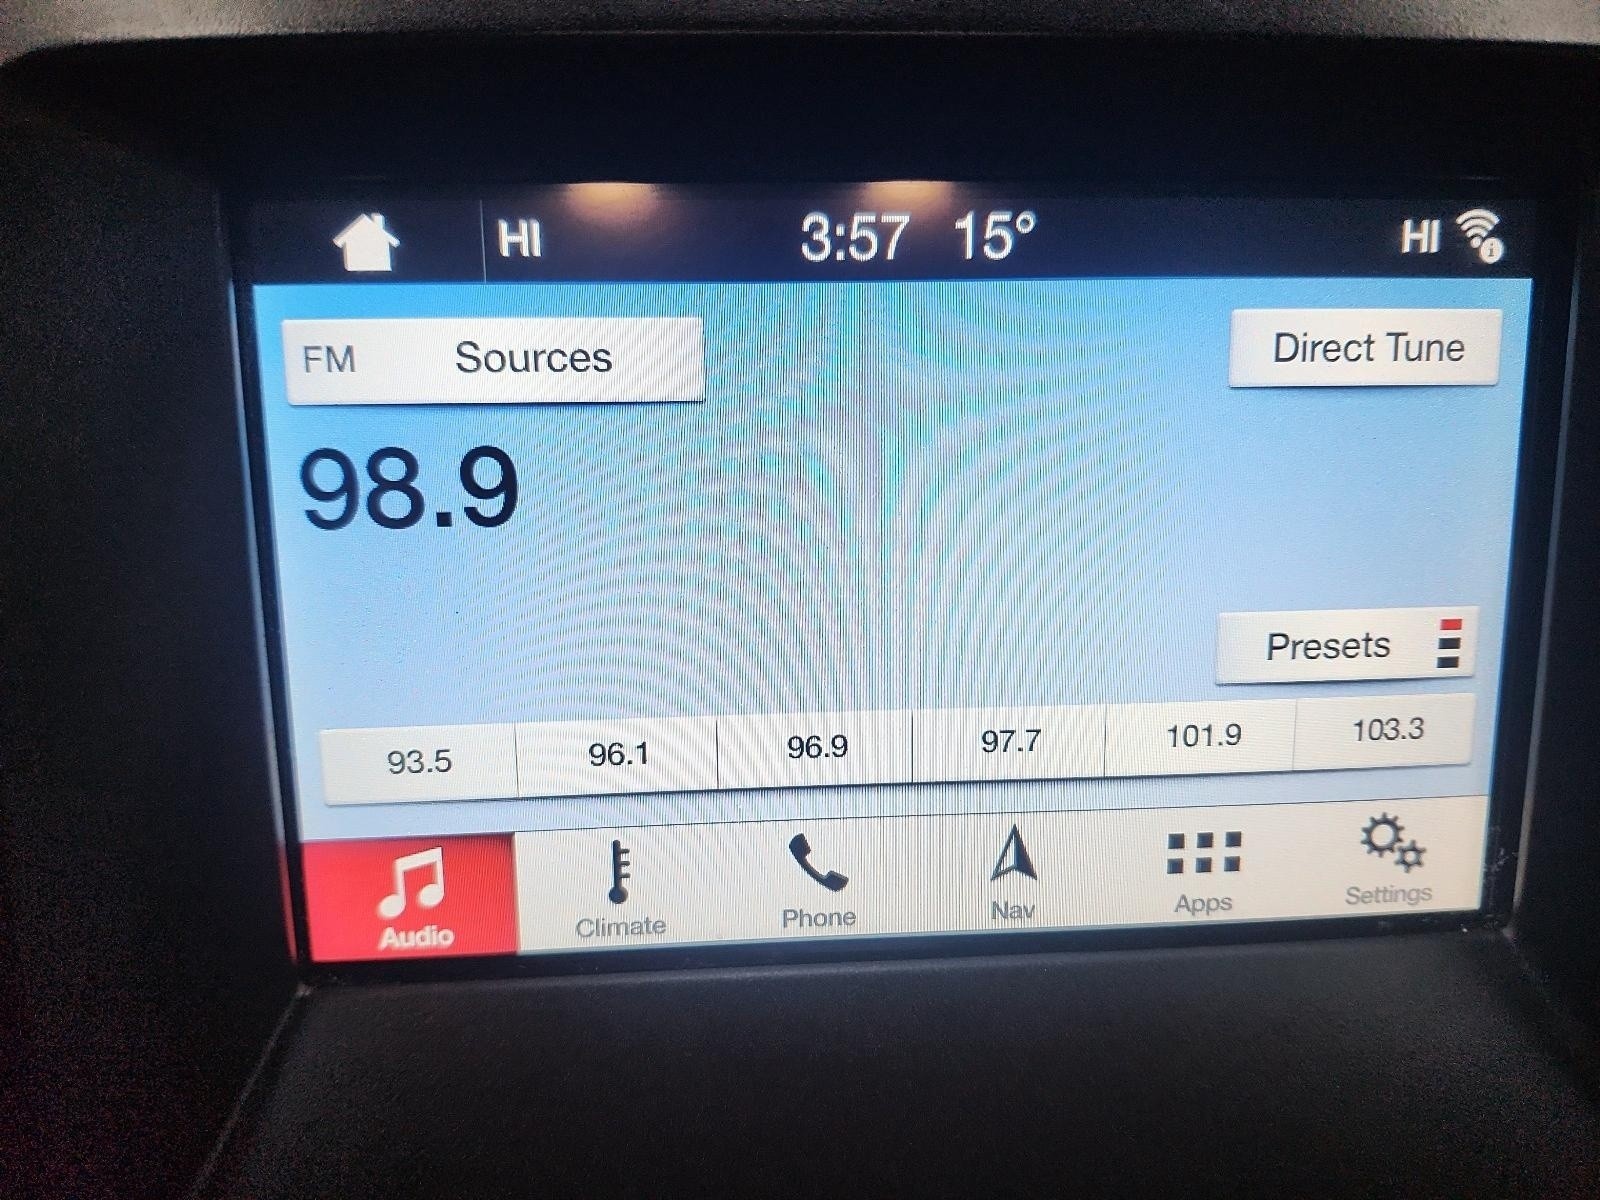 HI 3:57 15° HI
FM Sources Direct Tune
98.9
Presets
93.5 96.1 96.9 97.7 101.9 103.3
Audio Climate Phone Nav Apps Settings